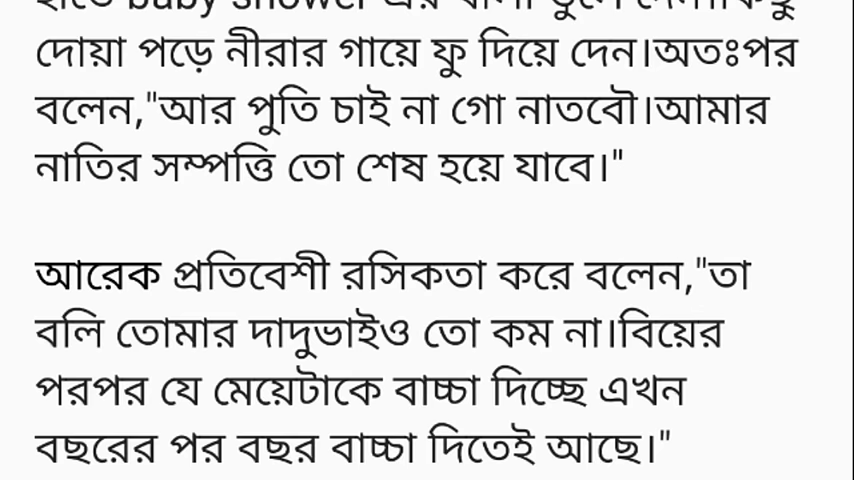 দোয়া পড়ে নীরার গায়ে ফু দিয়ে দেন।অতঃপর
বলেন,"আর পুতি চাই না গো নাতবৌ।আমার
নাতির সম্পত্তি তো শেষ হয়ে যাবে।"
আরেক প্রতিবেশী রসিকতা করে বলেন,"তা
বলি তোমার দাদুভাইও তো কম না।বিয়ের
পরপর যে মেয়েটাকে বাচ্চা দিচ্ছে এখন
বছরের পর বছর বাচ্চা দিতেই আছে।"